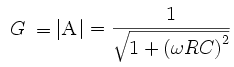 G = |A| = 1 / √(1 + (ωRC)²)